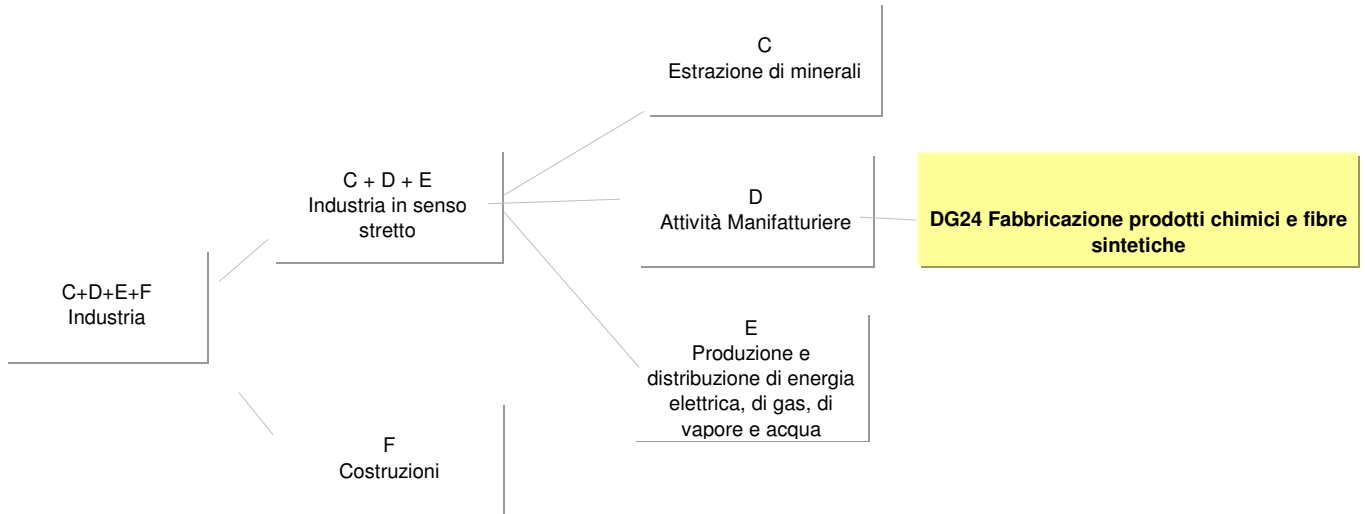 C
Estrazione di minerali
C + D + E
Industria in senso
stretto
D
Attività Manifatturiere
DG24 Fabbricazione prodotti chimici e fibre
sintetiche
C+D+E+F
Industria
E
Produzione e
distribuzione di energia
elettrica, di gas, di
vapore e acqua
F
Costruzioni